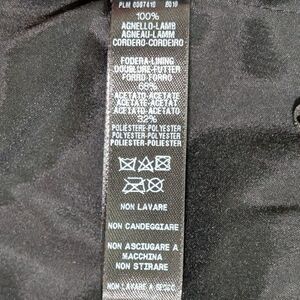 PLM 0307410 8010
100%
AGNELLO-LAMB
AGNEAU-LAMM
CORDERO-CORDEIRO
FODERA-LINING
DOUBLURE-FUTTER
FORRO-FORRO
68%
ACETATO-ACETATE
ACETATE-ACETAT
ACETATO-ACETATO
32%
POLIESTERE-POLYESTER
POLYESTER-POLYESTER
POLIESTER-POLIESTER
NON LAVARE
NON CANDEGGIARE
NON ASCIUGARE A
MACCHINA
NON STIRARE
NON LAVARE A SECCO